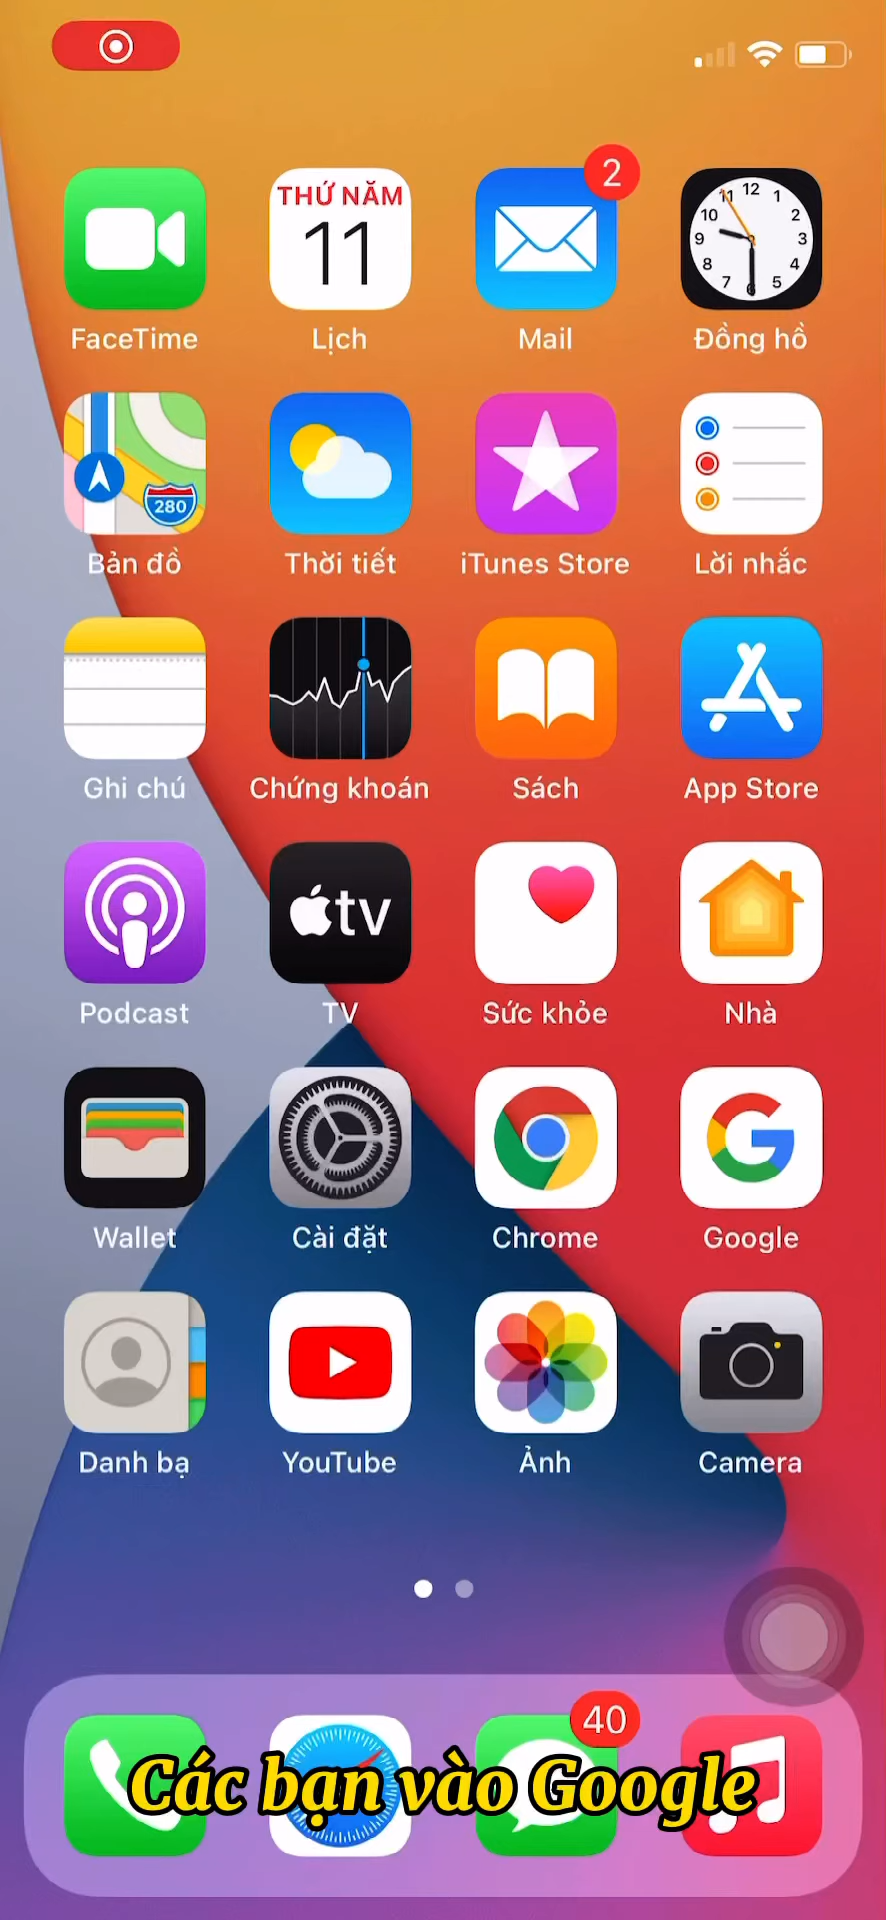 2
THỨ NĂM
11
12
1
2
3
4
5
6
7
8
9
10
11
FaceTime
Lịch
Mail
Đồng hồ
280
Bản đồ
Thời tiết
iTunes Store
Lời nhắc
Ghi chú
Chứng khoán
Sách
App Store
tv
Podcast
TV
Sức khỏe
Nhà
Wallet
Cài đặt
Chrome
Google
Danh bạ
YouTube
Ảnh
Camera
40
Các bạn vào Google